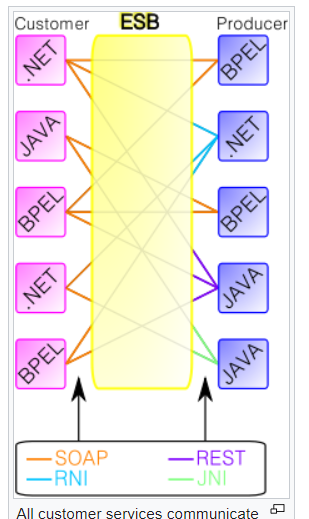 Customer ESB Producer
.NET BPEL
JAVA .NET
BPEL BPEL
.NET JAVA
BPEL JAVA
SOAP REST
RNI JNI
All customer services communicate